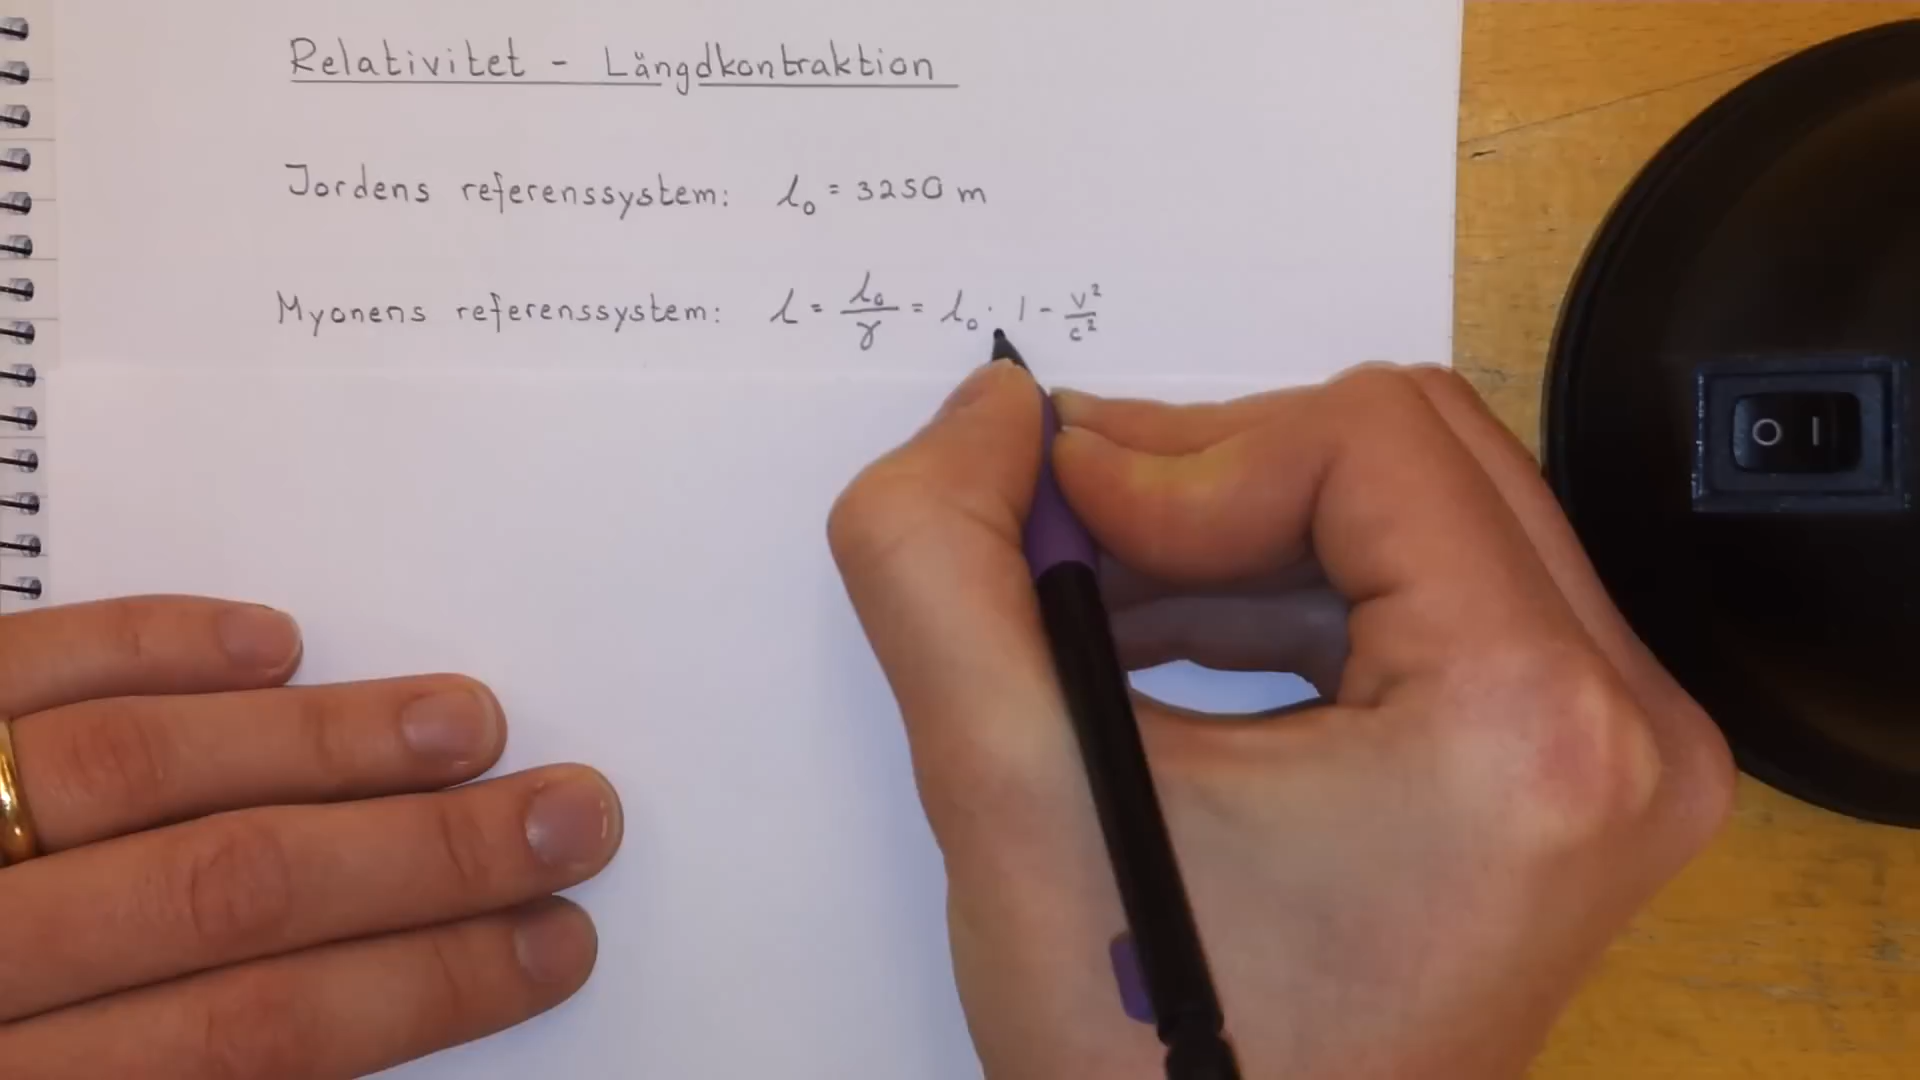 Relativitet - Längdkontraktion
Jordens referenssystem: l₀ = 3250 m
Myonens referenssystem: l = l₀/γ = l₀ · 1 - v²/c²
O I